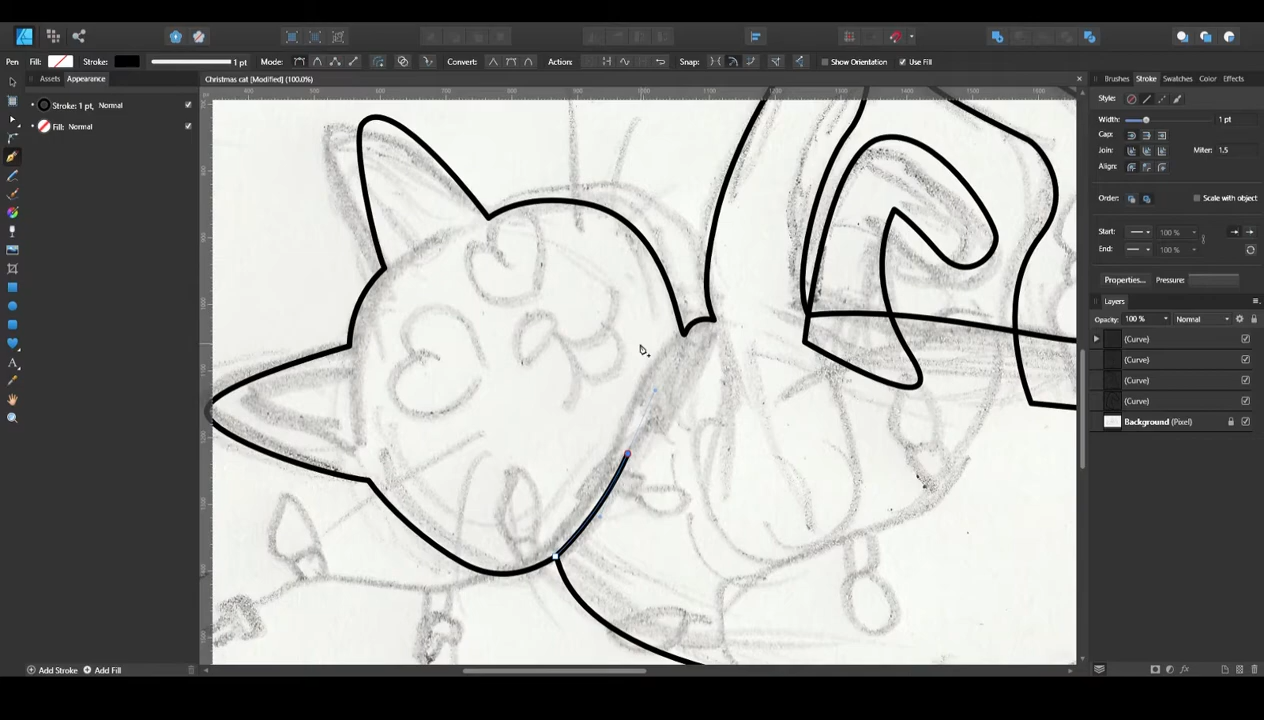 Pen
Fill:
Stroke:
1 pt
Mode:
Convert:
Actions:
Snap:
Show Orientation
Use Fill
Assets
Appearance
Christmas cat [Modified] (100.0%)
Brushes
Stroke
Swatches
Color
Effects
Stroke: 1 pt, Normal
Fill: Normal
Style:
Width:
1 pt
Cap:
Join:
Miter: 1.5
Align:
Order:
Scale with object
Start:
100 %
End:
100 %
Properties...
Pressure:
Layers
Opacity: 100 %
Normal
(Curve)
(Curve)
(Curve)
(Curve)
Background (Pixel)
Add Stroke
Add Fill